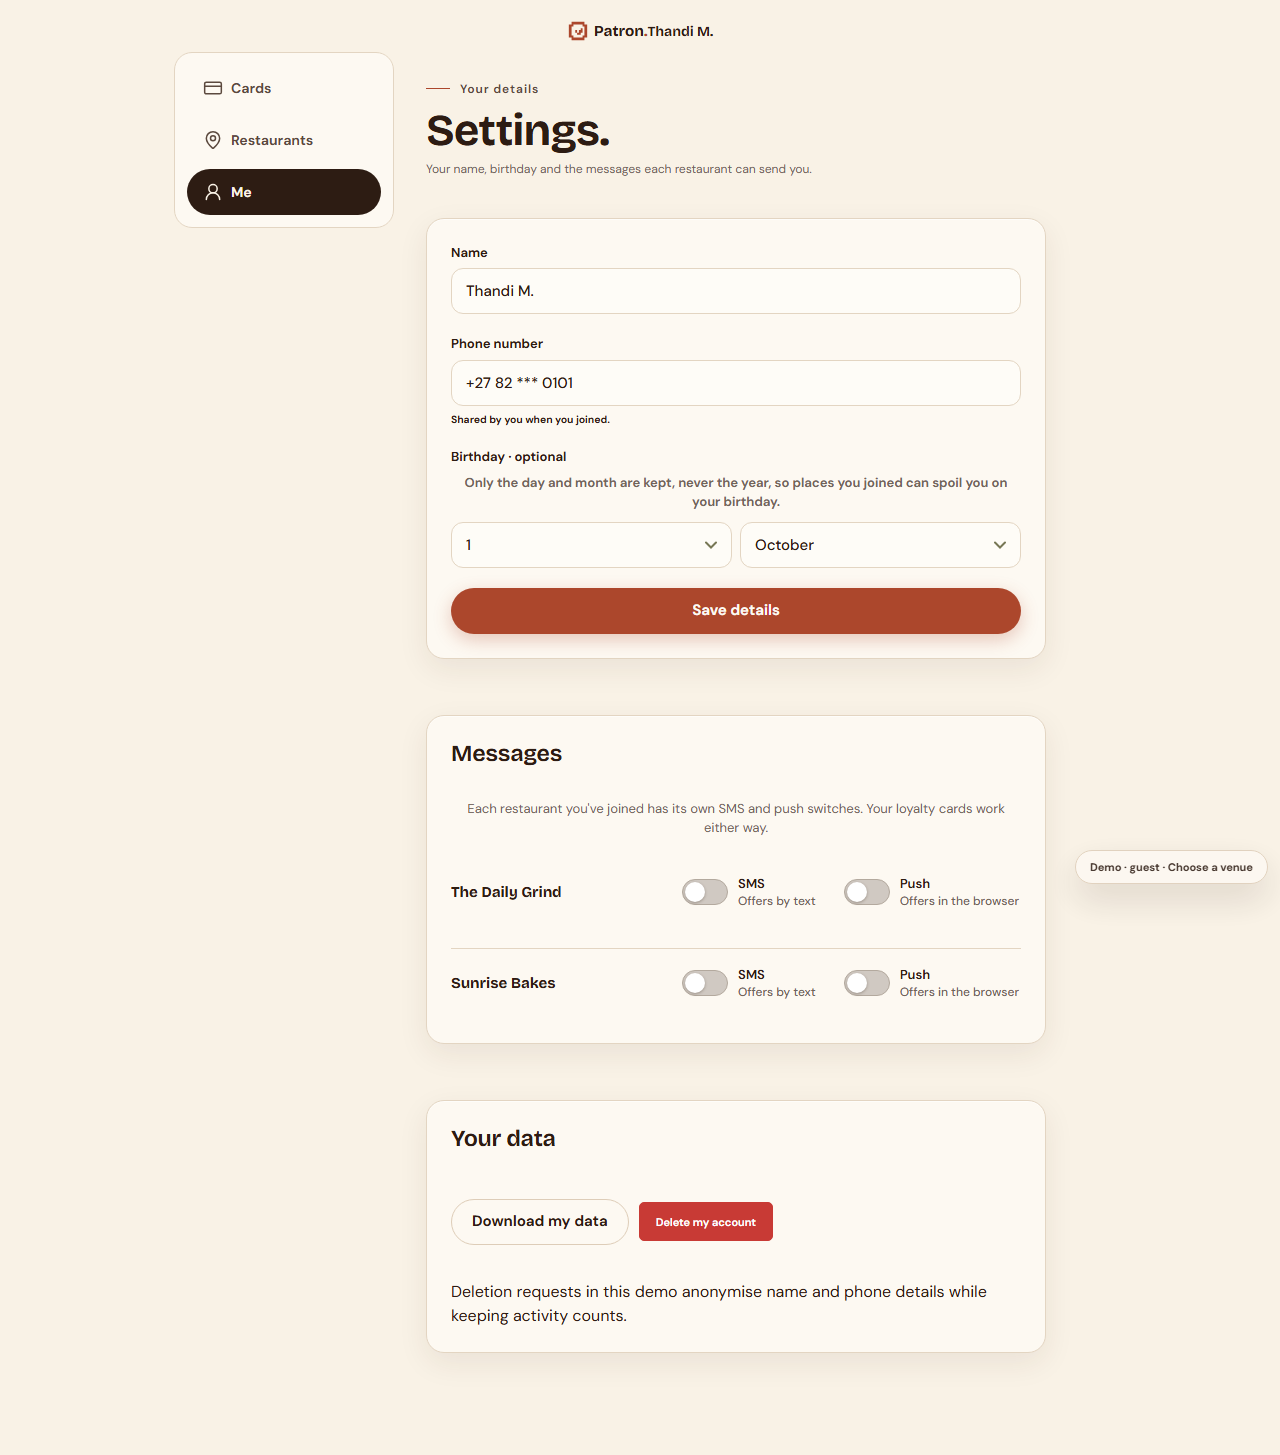 Patron.Thandi M.
Cards
Restaurants
Me
Your details
Settings.
Your name, birthday and the messages each restaurant can send you.
Name
Thandi M.
Phone number
+27 82 *** 0101
Shared by you when you joined.
Birthday · optional
Only the day and month are kept, never the year, so places you joined can spoil you on
your birthday.
1
October
Save details
Messages
Each restaurant you've joined has its own SMS and push switches. Your loyalty cards work
either way.
The Daily Grind
SMS
Offers by text
Push
Offers in the browser
Demo · guest · Choose a venue
Sunrise Bakes
SMS
Offers by text
Push
Offers in the browser
Your data
Download my data
Delete my account
Deletion requests in this demo anonymise name and phone details while
keeping activity counts.